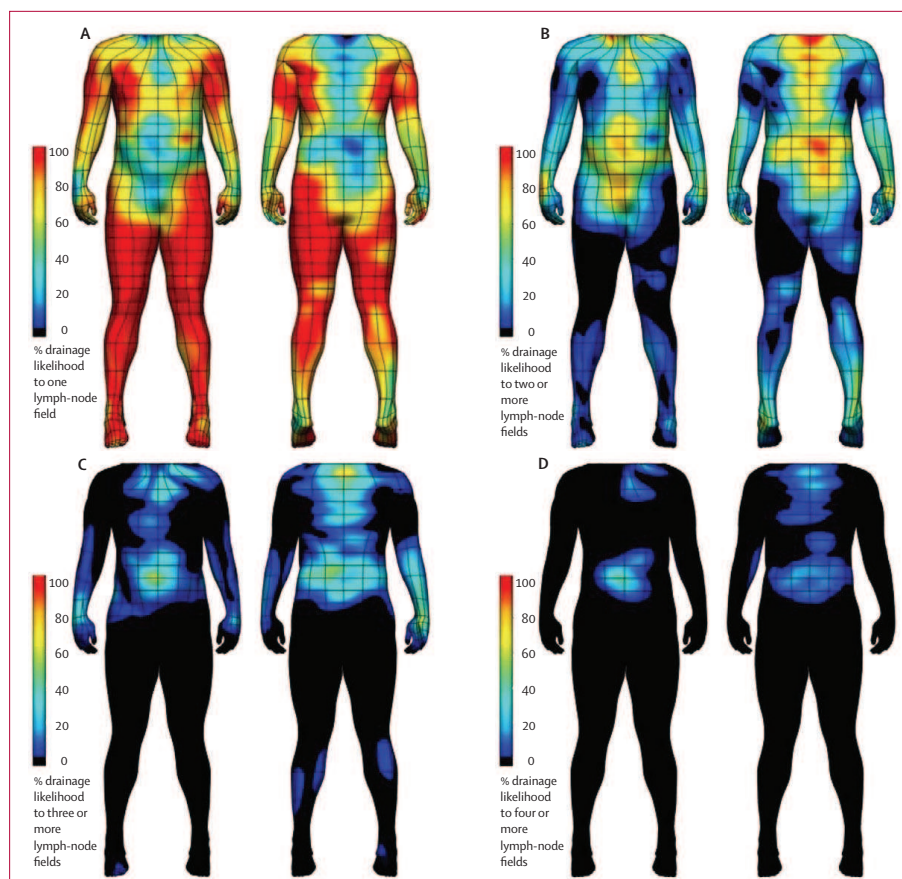 A
100
80
60
40
20
0
% drainage
likelihood
to one
lymph-node
field
B
100
80
60
40
20
0
% drainage
likelihood
to two or
more
lymph-node
fields
C
100
80
60
40
20
0
% drainage
likelihood
to three or
more
lymph-node
fields
D
100
80
60
40
20
0
% drainage
likelihood
to four or
more
lymph-node
fields